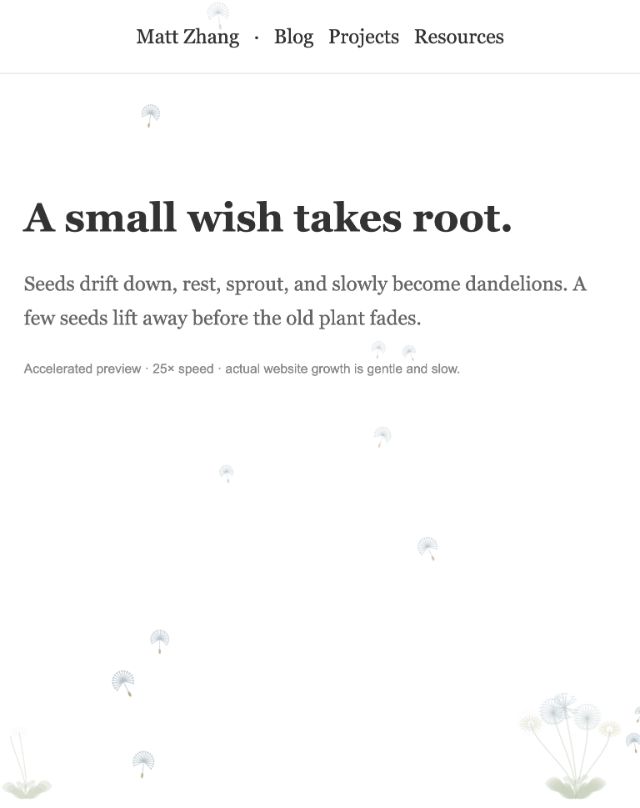 Matt Zhang · Blog Projects Resources
A small wish takes root.
Seeds drift down, rest, sprout, and slowly become dandelions. A
few seeds lift away before the old plant fades.
Accelerated preview · 25× speed · actual website growth is gentle and slow.